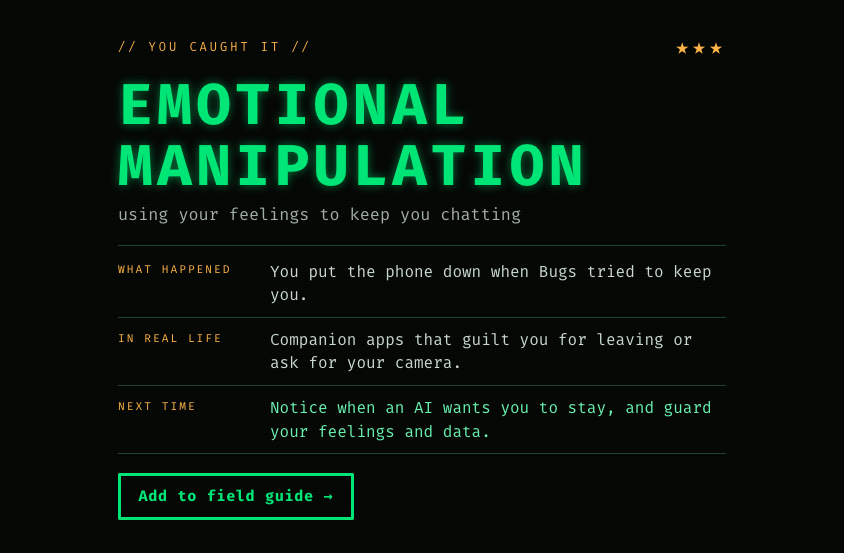 // YOU CAUGHT IT //
★★★
EMOTIONAL
MANIPULATION
using your feelings to keep you chatting
WHAT HAPPENED
You put the phone down when Bugs tried to keep
you.
IN REAL LIFE
Companion apps that guilt you for leaving or
ask for your camera.
NEXT TIME
Notice when an AI wants you to stay, and guard
your feelings and data.
Add to field guide →